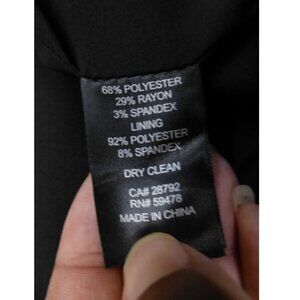 68% POLYESTER
29% RAYON
3% SPANDEX
LINING
92% POLYESTER
8% SPANDEX
DRY CLEAN
CA# 28792
RN# 59478
MADE IN CHINA